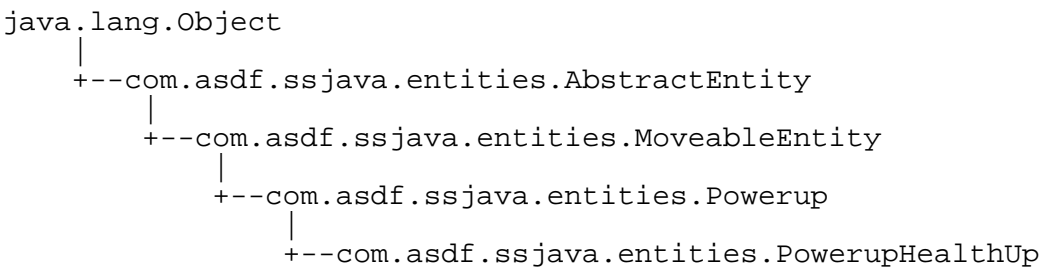 java.lang.Object
|
+--com.asdf.ssjava.entities.AbstractEntity
|
+--com.asdf.ssjava.entities.MoveableEntity
|
+--com.asdf.ssjava.entities.Powerup
|
+--com.asdf.ssjava.entities.PowerupHealthUp